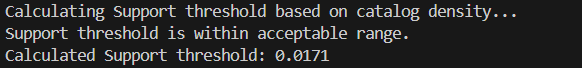 Calculating Support threshold based on catalog density...
Support threshold is within acceptable range.
Calculated Support threshold: 0.0171